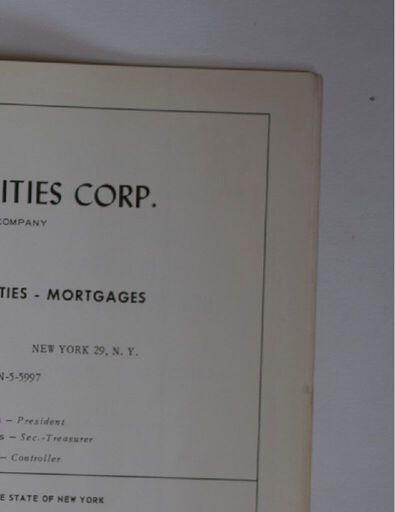 ITIES CORP.
COMPANY
TIES - MORTGAGES
NEW YORK 29, N. Y.
N-5-5997
– President
s – Sec.-Treasurer
– Controller
E STATE OF NEW YORK